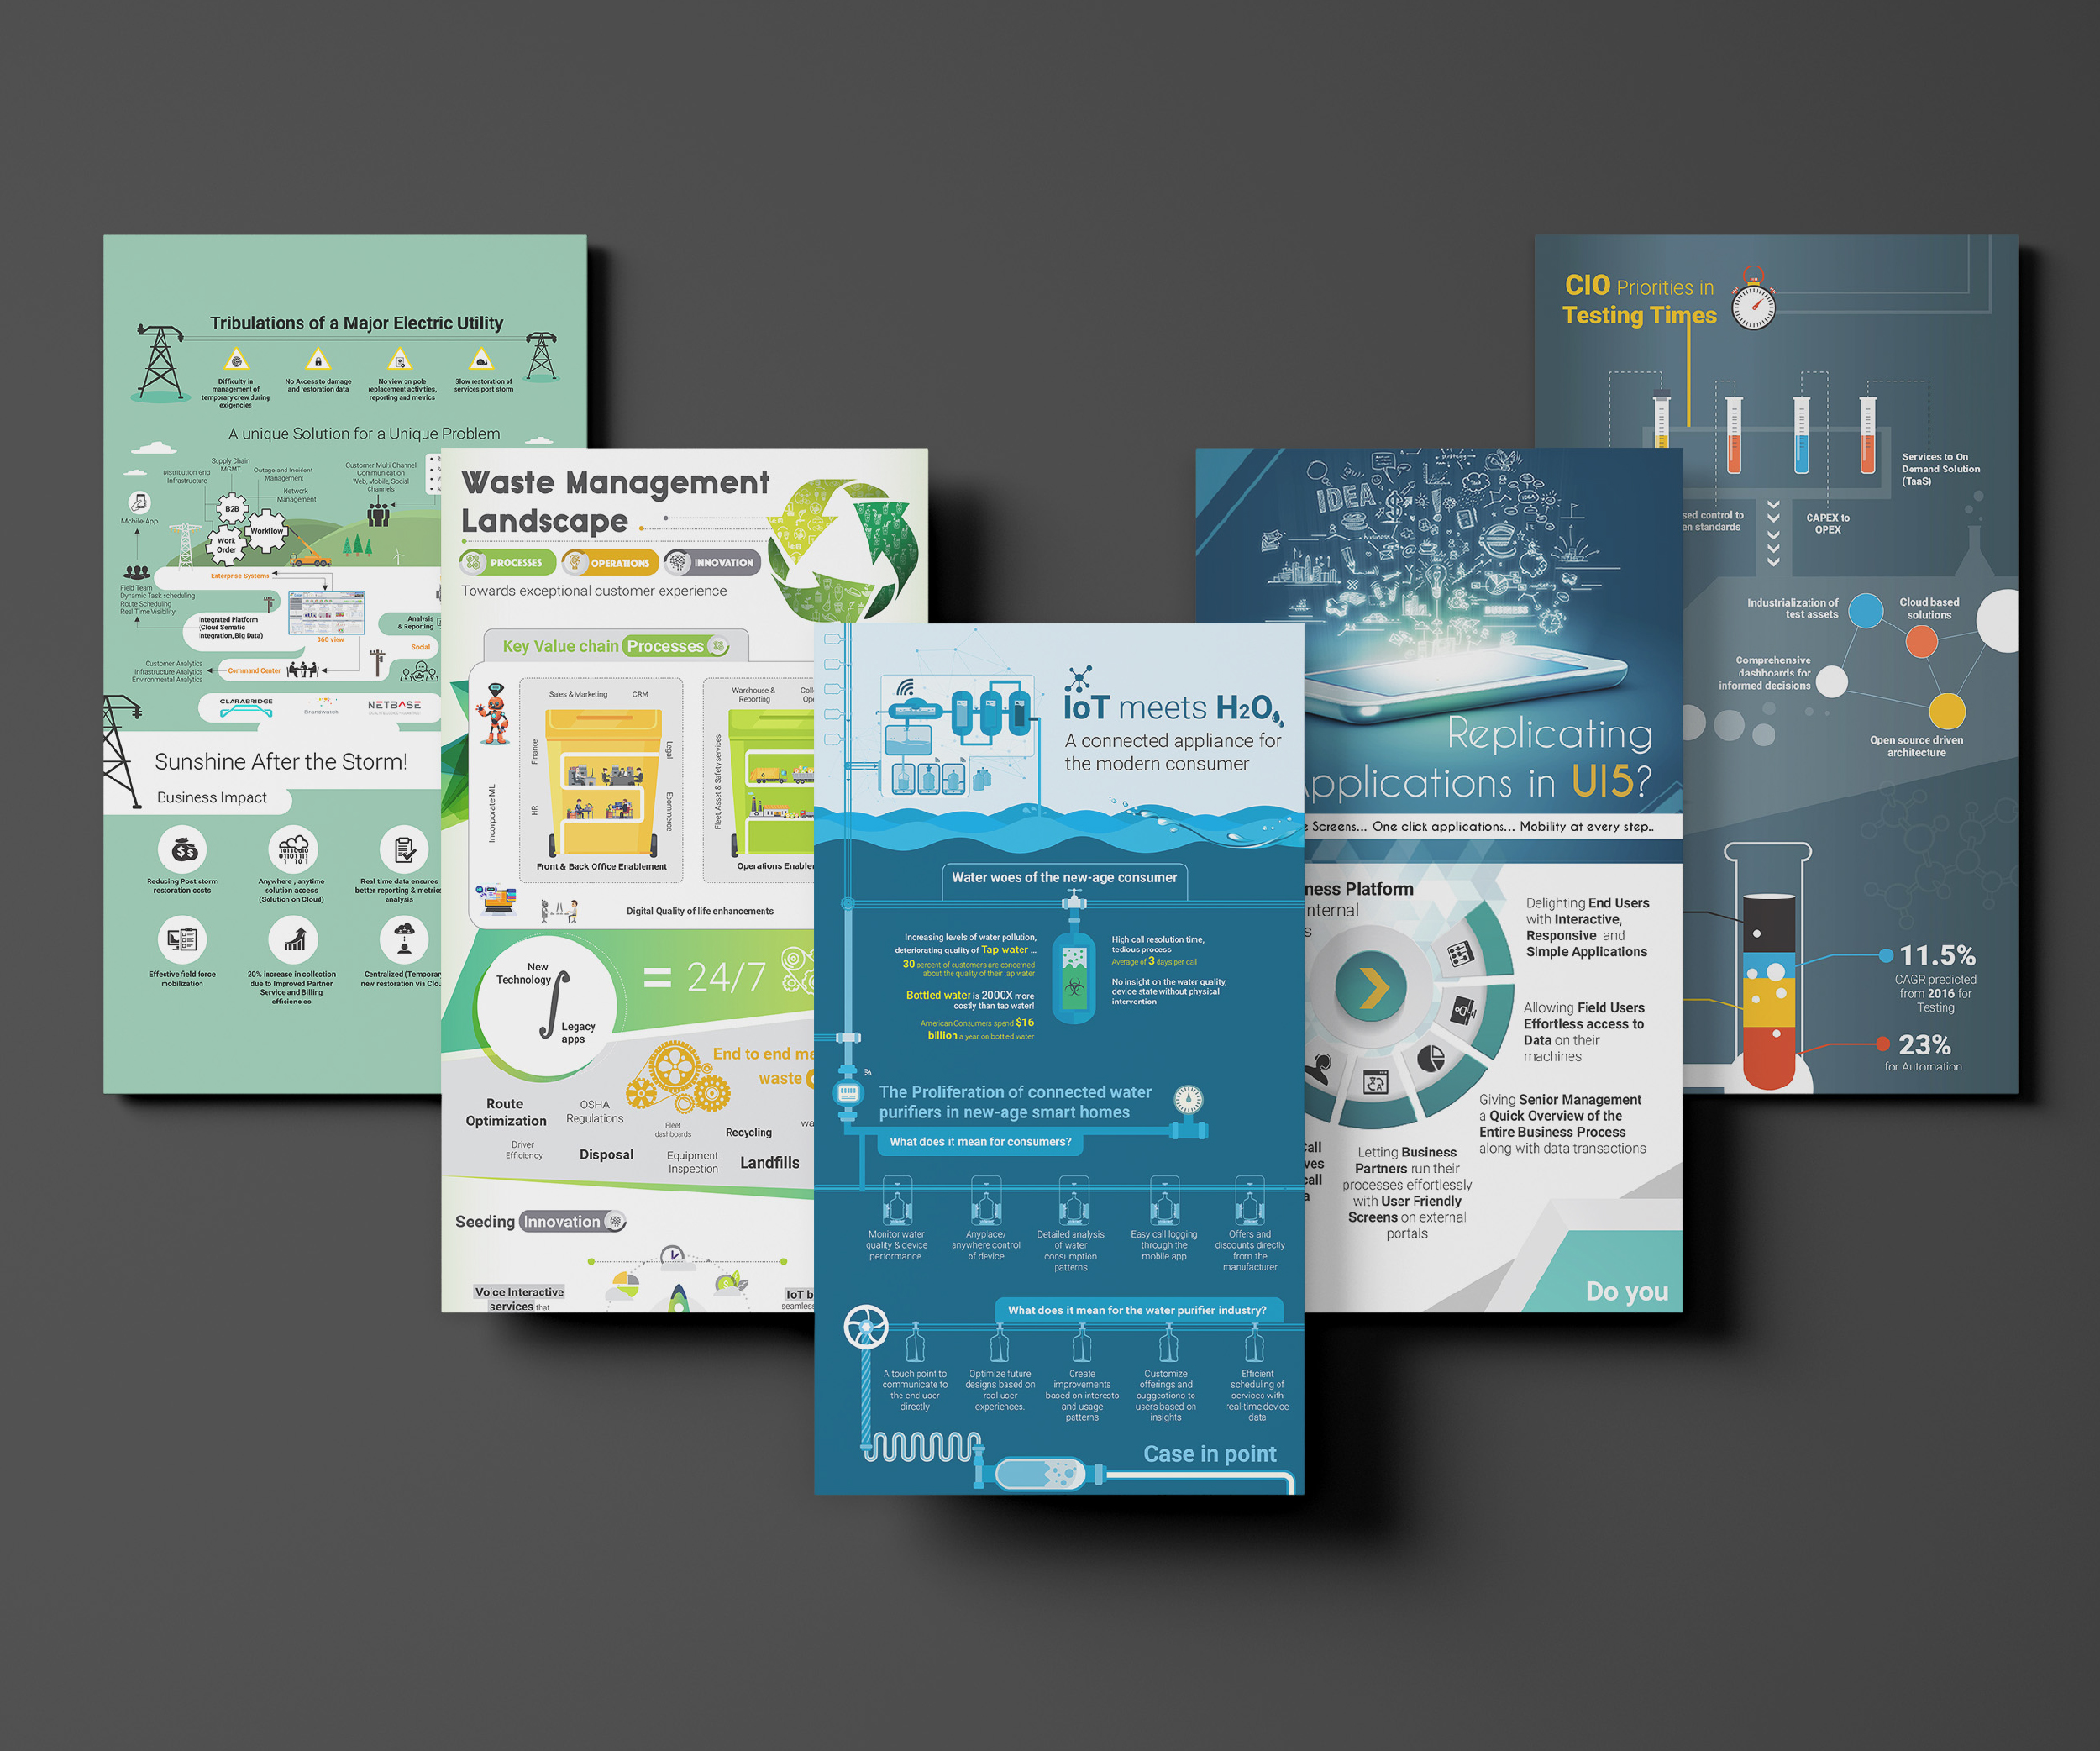 Tribulations of a Major Electric Utility
Difficulty in
management of
temporary crew during
exigencies
No Access to damage
and restoration data
No view on pole
replacement activities,
reporting and metrics
Slow restoration of
services post storm
A unique Solution for a Unique Problem
Supply Chain
MGMT
Distribution Grid
Infrastructure
Outage and Incident
Management
Network
Management
Customer Multi Channel
Communication
Web, Mobile, Social
Channels
Mobile App
B2B
Workflow
Work
Order
Enterprise Systems
Field Team
Dynamic Task scheduling
Route Scheduling
Real Time Visibility
Integrated Platform
(Cloud Sematic
Integration, Big Data)
360 view
Analysis
& Reporting
Social
Customer Analytics
Infrastructure Analytics
Environmental Analytics
Command Center
CLARABRIDGE
Brandwatch
NETBASE
Sunshine After the Storm!
Business Impact
Reducing Post storm
restoration costs
Anywhere, anytime
solution access
(Solution on Cloud)
Real time data ensures
better reporting & metrics
analysis
Effective field force
mobilization
20% increase in collection
due to Improved Partner
Service and Billing
efficiencies
Centralized (Temporar
new restoration via Clo
Waste Management
Landscape
PROCESSES
OPERATIONS
INNOVATION
Towards exceptional customer experience
Key Value chain Processes
Sales & Marketing
CRM
Finance
Legal
HR
Ecommerce
Incorporate ML
Front & Back Office Enablement
Warehouse &
Reporting
Coll
Op
Fleet, Asset & Safety services
Operations Enable
Digital Quality of life enhancements
New
Technology
Legacy
apps
= 24/7
End to end ma
waste
Route
Optimization
OSHA
Regulations
Fleet
dashboards
Recycling
wa
Driver
Efficiency
Disposal
Equipment
Inspection
Landfills
Seeding Innovation
Voice Interactive
services that
IoT b
seamless
IoT meets H2O
A connected appliance for
the modern consumer
Water woes of the new-age consumer
Increasing levels of water pollution,
deteriorating quality of Tap water ...
30 percent of customers are concerned
about the quality of their tap water
Bottled water is 2000X more
costly than tap water!
American Consumers spend $16
billion a year on bottled water
High call resolution time,
tedious process
Average of 3 days per call
No insight on the water quality,
device state without physical
intervention
The Proliferation of connected water
purifiers in new-age smart homes
What does it mean for consumers?
Monitor water
quality & device
performance
Anyplace/
anywhere control
of device
Detailed analysis
of water
consumption
patterns
Easy call logging
through the
mobile app
Offers and
discounts directly
from the
manufacturer
What does it mean for the water purifier industry?
A touch point to
communicate to
the end user
directly
Optimize future
designs based on
real user
experiences.
Create
improvements
based on interests
and usage
patterns
Customize
offerings and
suggestions to
users based on
insights
Efficient
scheduling of
services with
real-time device
data
Case in point
IDEA
business
IDEA
BUSINESS
Replicating
pplications in UI5?
e Screens... One click applications... Mobility at every step..
ness Platform
internal
s
Delighting End Users
with Interactive,
Responsive and
Simple Applications
Allowing Field Users
Effortless access to
Data on their
machines
Giving Senior Management
a Quick Overview of the
Entire Business Process
along with data transactions
Letting Business
Partners run their
processes effortlessly
with User Friendly
Screens on external
portals
all
ves
call
a
Do you
CIO Priorities in
Testing Times
Services to On
Demand Solution
(TaaS)
sed control to
en standards
CAPEX to
OPEX
Industrialization of
test assets
Cloud based
solutions
Comprehensive
dashboards for
informed decisions
Open source driven
architecture
11.5%
CAGR predicted
from 2016 for
Testing
23%
for Automation